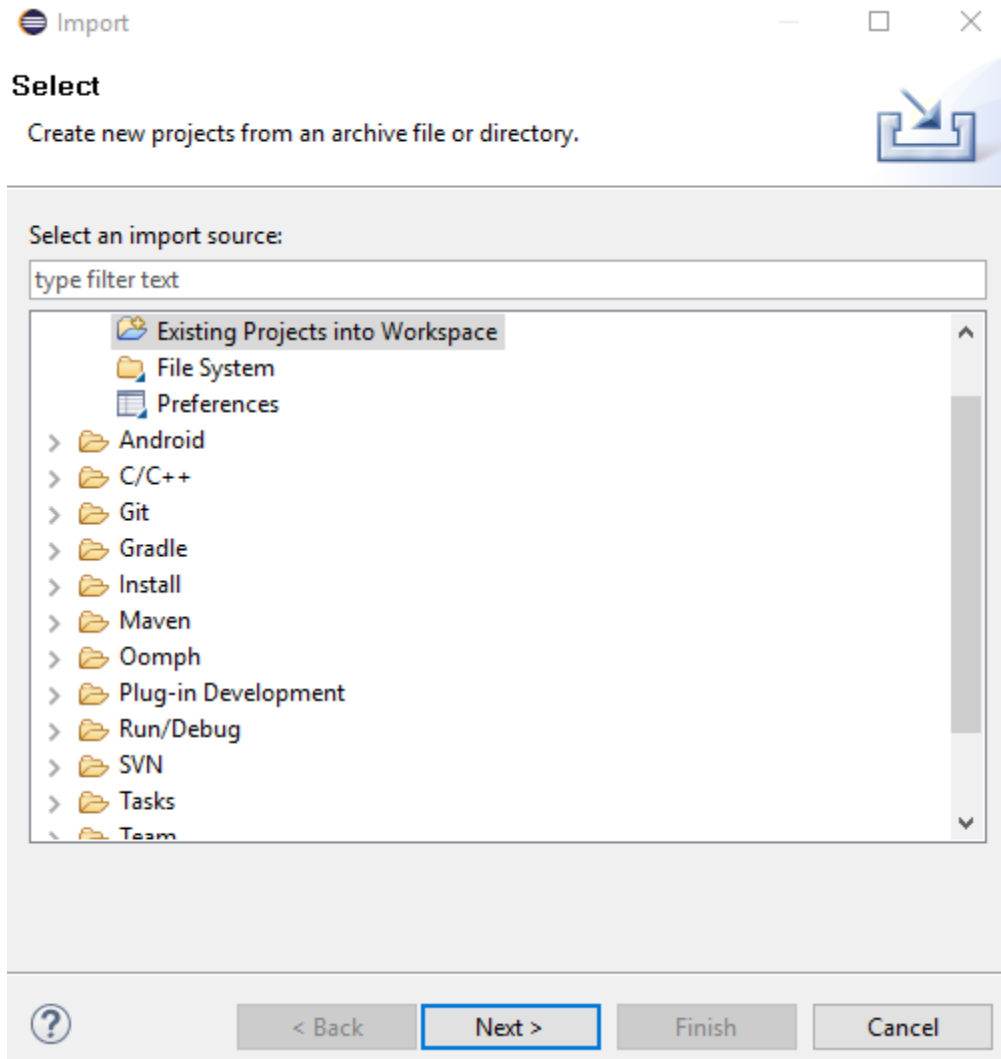 Import
Select
Create new projects from an archive file or directory.
Select an import source:
type filter text
Existing Projects into Workspace
File System
Preferences
Android
C/C++
Git
Gradle
Install
Maven
Oomph
Plug-in Development
Run/Debug
SVN
Tasks
Team
< Back Next > Finish Cancel